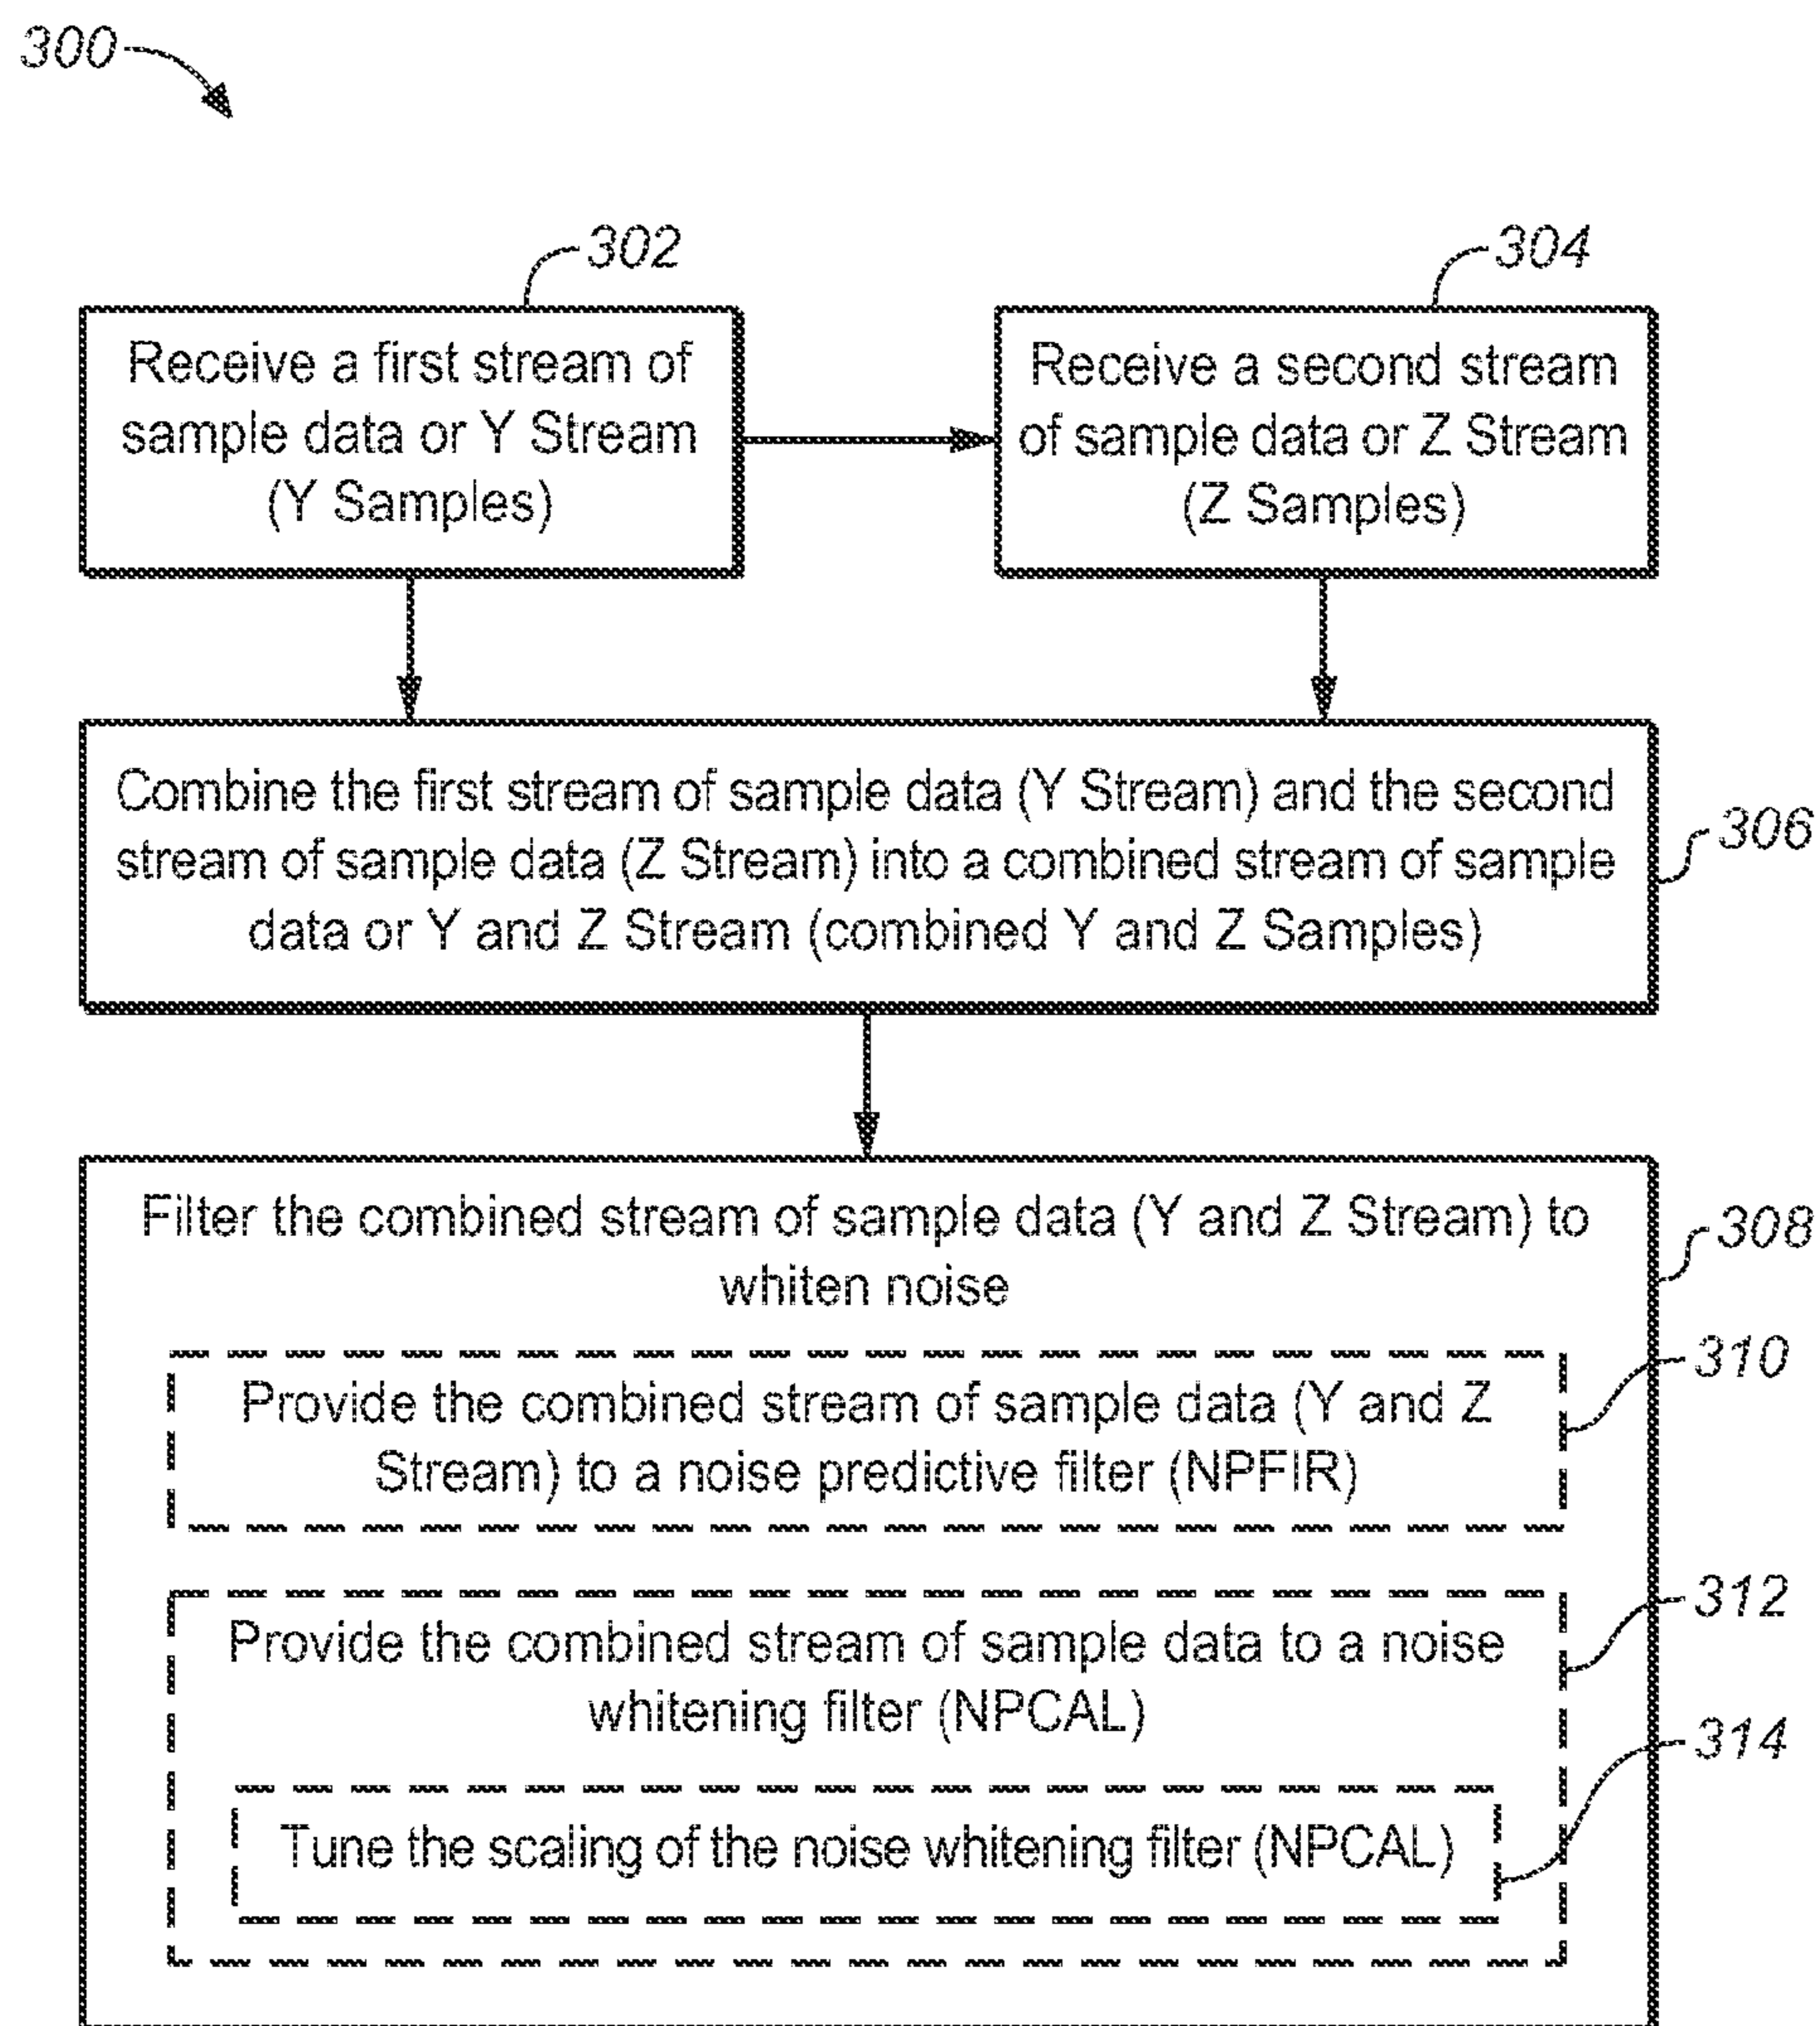 300
302
304
Receive a first stream of
sample data or Y Stream
(Y Samples)
Receive a second stream
of sample data or Z Stream
(Z Samples)
Combine the first stream of sample data (Y Stream) and the second
stream of sample data (Z Stream) into a combined stream of sample
data or Y and Z Stream (combined Y and Z Samples)
306
Filter the combined stream of sample data (Y and Z Stream) to
whiten noise
308
310
Provide the combined stream of sample data (Y and Z
Stream) to a noise predictive filter (NPFIR)
312
Provide the combined stream of sample data to a noise
whitening filter (NPCAL)
314
Tune the scaling of the noise whitening filter (NPCAL)